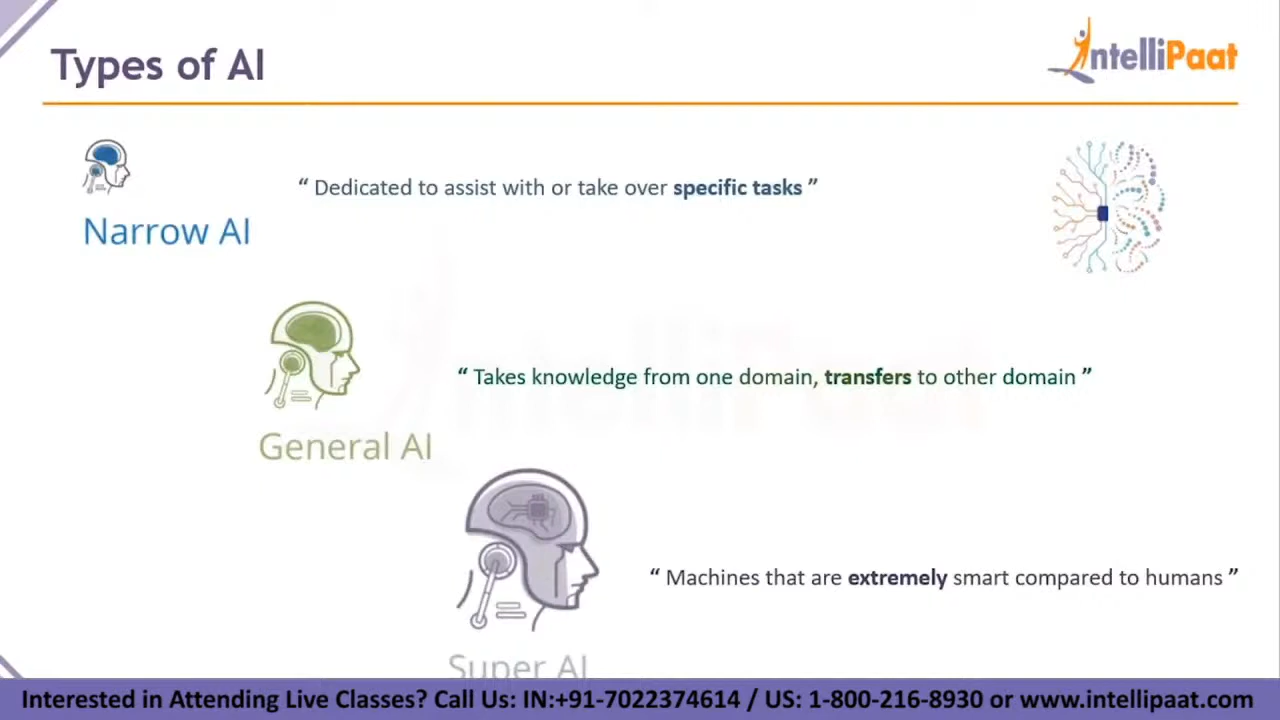 Types of AI
IntelliPaat
“ Dedicated to assist with or take over specific tasks ”
Narrow AI
“ Takes knowledge from one domain, transfers to other domain ”
General AI
“ Machines that are extremely smart compared to humans ”
Super AI
Interested in Attending Live Classes? Call Us: IN:+91-7022374614 / US: 1-800-216-8930 or www.intellipaat.com